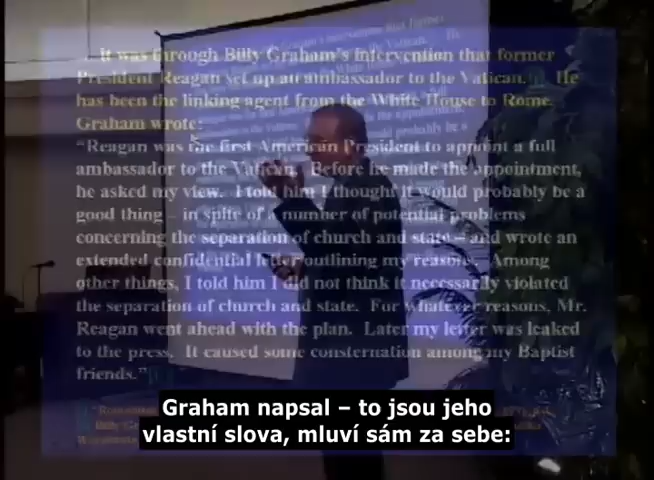 It was through Billy Graham's intervention that former
President Reagan set up an ambassador to the Vatican. He
has been the linking agent from the White House to Rome.
Graham wrote:
"Reagan was the first American President to appoint a full
ambassador to the Vatican. Before he made the appointment,
he asked my view. I told him I thought it would probably be a
good thing – in spite of a number of potential problems
concerning the separation of church and state – and wrote an
extended confidential letter outlining my reasons. Among
other things, I told him I did not think it necessarily violated
the separation of church and state. For whatever reasons, Mr.
Reagan went ahead with the plan. Later my letter was leaked
to the press. It caused some consternation among my Baptist
friends."
Graham napsal – to jsou jeho
vlastní slova, mluví sám za sebe: